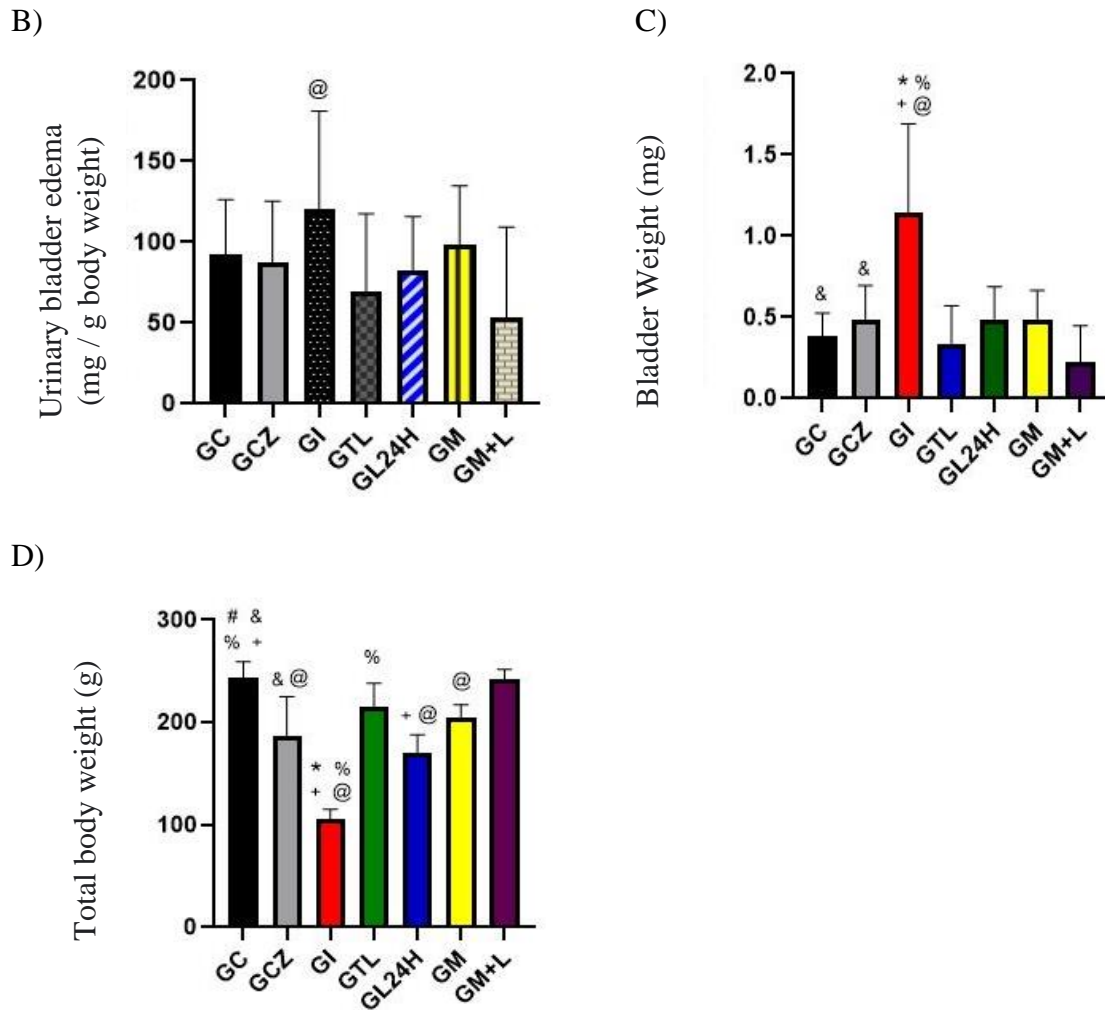 B)
Urinary bladder edema
(mg / g body weight)
200
150
100
50
0
@
GC
GCZ
GI
GTL
GL24H
GM
GM+L
C)
Bladder Weight (mg)
2.0
1.5
1.0
0.5
0.0
&
&
* %
+ @
GC
GCZ
GI
GTL
GL24H
GM
GM+L
D)
Total body weight (g)
300
200
100
0
# &
% +
& @
* %
+ @
%
+ @
@
GC
GCZ
GI
GTL
GL24H
GM
GM+L